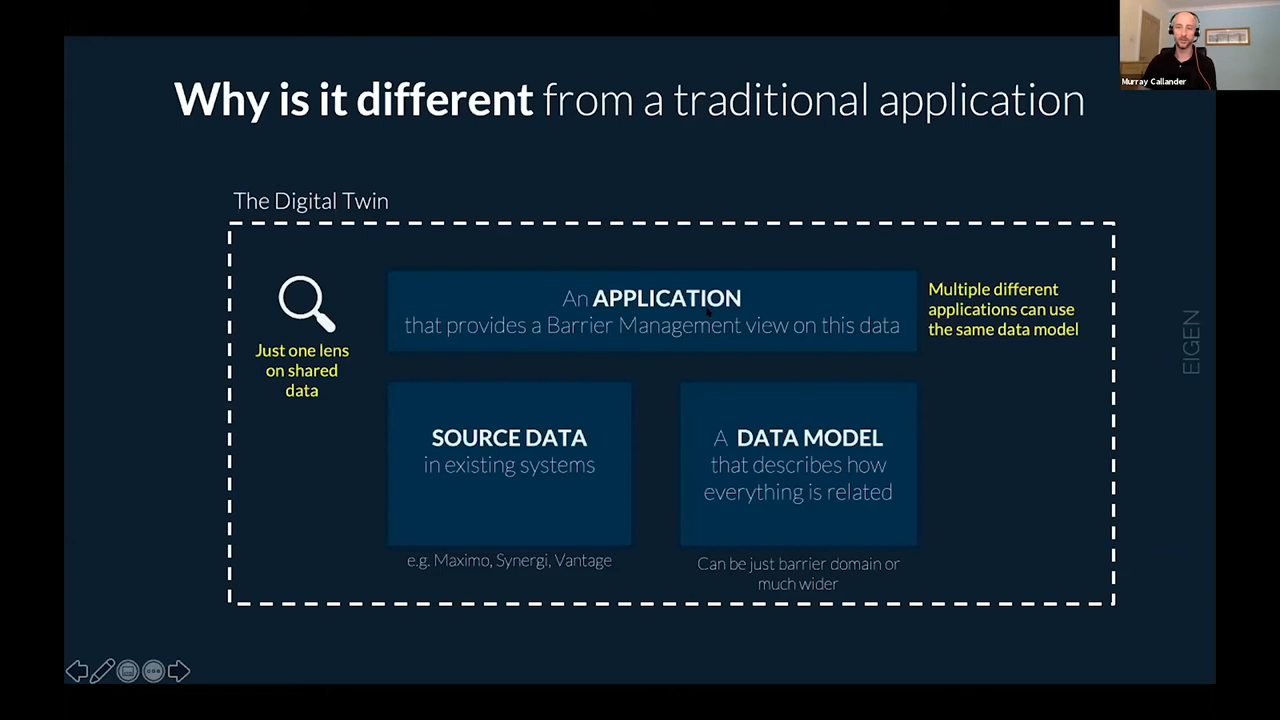 Murray Callander
Why is it different from a traditional application
The Digital Twin
Just one lens
on shared
data
An APPLICATION
that provides a Barrier Management view on this data
Multiple different
applications can use
the same data model
SOURCE DATA
in existing systems
e.g. Maximo, Synergi, Vantage
A DATA MODEL
that describes how
everything is related
Can be just barrier domain or
much wider
EIGEN